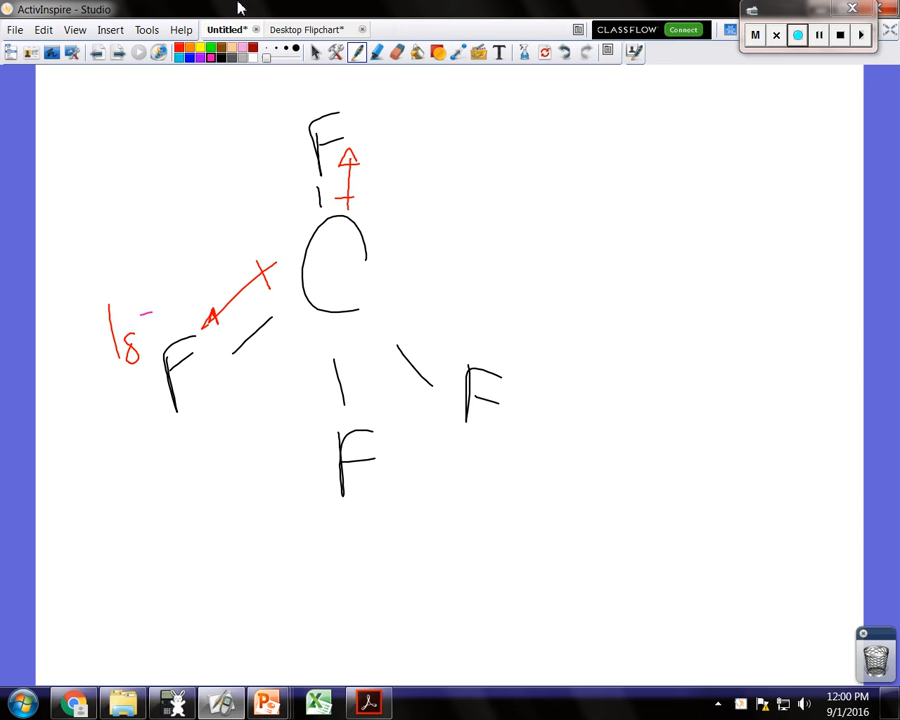 ActivInspire - Studio
File Edit View Insert Tools Help Untitled* Desktop Flipchart* CLASSFLOW Connect M
F
C
δ-
F
F
F
12:00 PM
9/1/2016